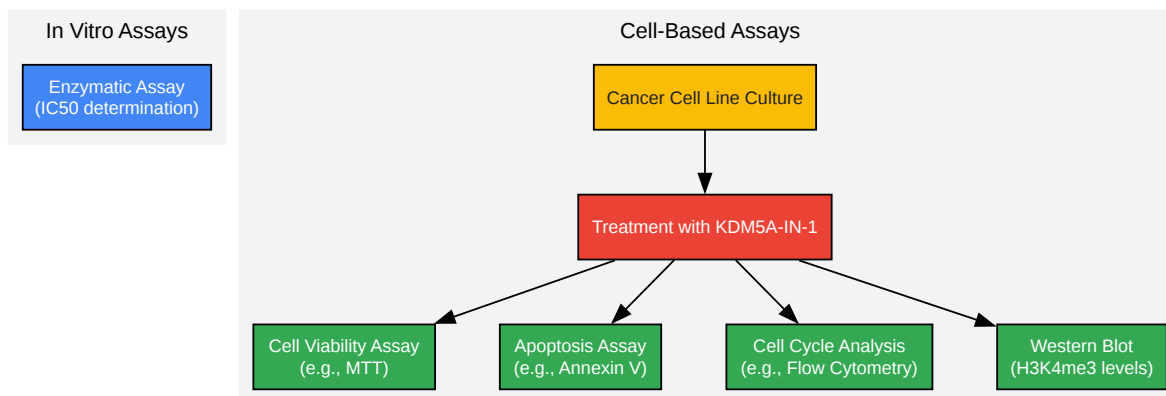 In Vitro Assays
Enzymatic Assay
(IC50 determination)
Cell-Based Assays
Cancer Cell Line Culture
Treatment with KDM5A-IN-1
Cell Viability Assay
(e.g., MTT)
Apoptosis Assay
(e.g., Annexin V)
Cell Cycle Analysis
(e.g., Flow Cytometry)
Western Blot
(H3K4me3 levels)